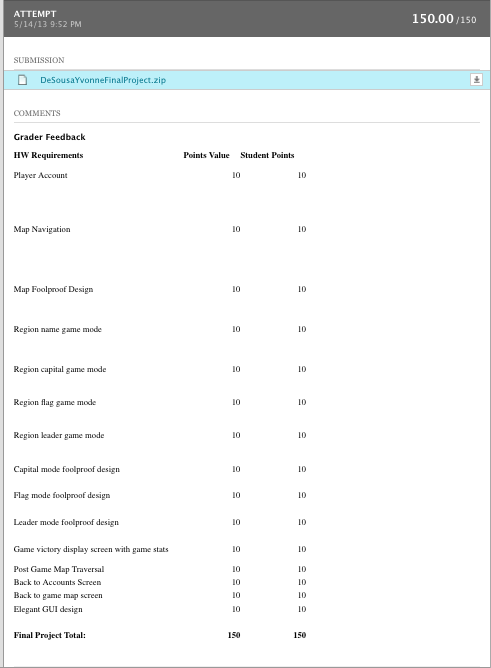 ATTEMPT
5/14/13 9:52 PM
150.00 /150
SUBMISSION
DeSousaYvonneFinalProject.zip
COMMENTS
Grader Feedback
HW Requirements Points Value Student Points
Player Account 10 10
Map Navigation 10 10
Map Foolproof Design 10 10
Region name game mode 10 10
Region capital game mode 10 10
Region flag game mode 10 10
Region leader game mode 10 10
Capital mode foolproof design 10 10
Flag mode foolproof design 10 10
Leader mode foolproof design 10 10
Game victory display screen with game stats 10 10
Post Game Map Traversal 10 10
Back to Accounts Screen 10 10
Back to game map screen 10 10
Elegant GUI design 10 10
Final Project Total: 150 150